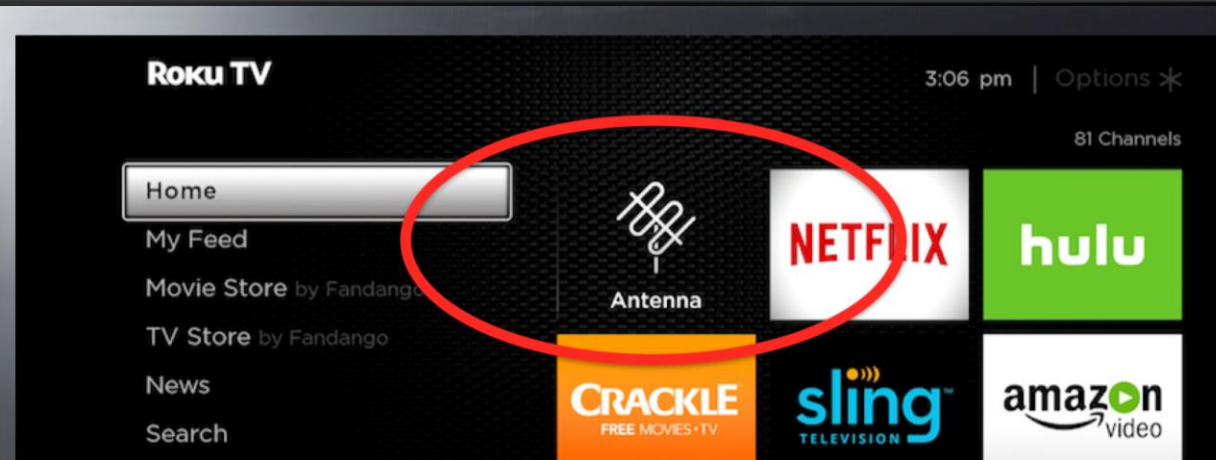 Roku TV
3:06 pm | Options
81 Channels
Home
My Feed
Movie Store by Fandango
TV Store by Fandango
News
Search
Antenna
NETFLIX
hulu
CRACKLE
FREE MOVIES•TV
sling
TELEVISION
amazon
video